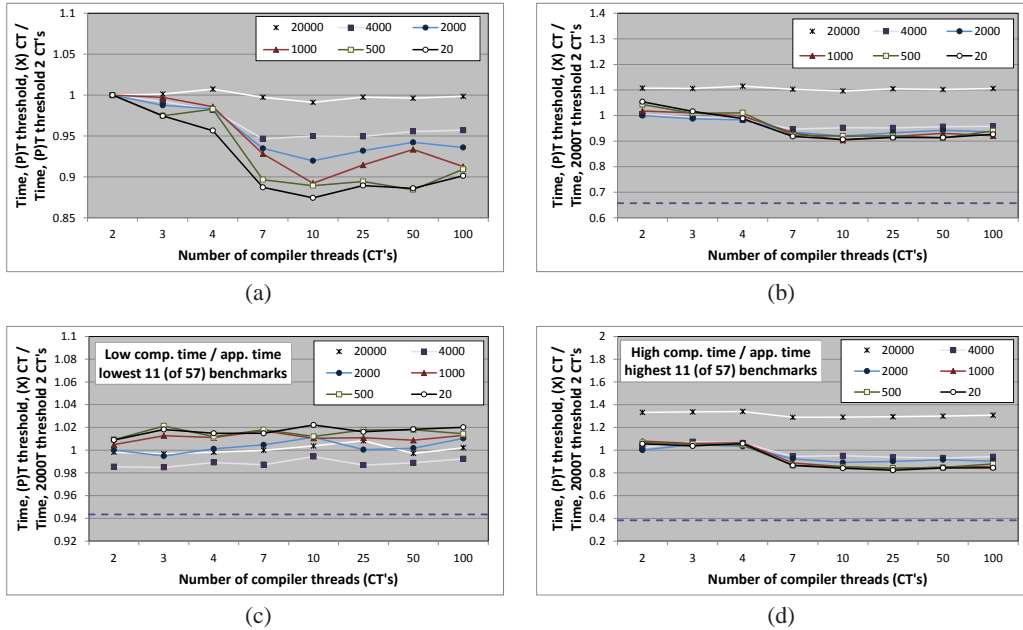 Time, (P)T threshold, (X) CT /
Time, (P)T threshold 2 CT's
1.1
1.05
1
0.95
0.9
0.85
20000 4000 2000
1000 500 20
2 3 4 7 10 25 50 100
Number of compiler threads (CT's)
(a)
Time, (P)T threshold, (X) CT /
Time, 2000T threshold 2 CT's
1.4
1.3
1.2
1.1
1
0.9
0.8
0.7
0.6
20000 4000 2000
1000 500 20
2 3 4 7 10 25 50 100
Number of compiler threads (CT's)
(b)
Time, (P)T threshold, (X) CT /
Time, 2000T threshold 2 CT's
1.1
1.08
1.06
1.04
1.02
1
0.98
0.96
0.94
0.92
Low comp. time / app. time
lowest 11 (of 57) benchmarks
20000 4000
2000 1000
500 20
2 3 4 7 10 25 50 100
Number of compiler threads (CT's)
(c)
Time, (P)T threshold, (X) CT /
Time, 2000T threshold 2 CT's
2
1.8
1.6
1.4
1.2
1
0.8
0.6
0.4
0.2
High comp. time / app. time
highest 11 (of 57) benchmarks
20000 4000
2000 1000
500 20
2 3 4 7 10 25 50 100
Number of compiler threads (CT's)
(d)